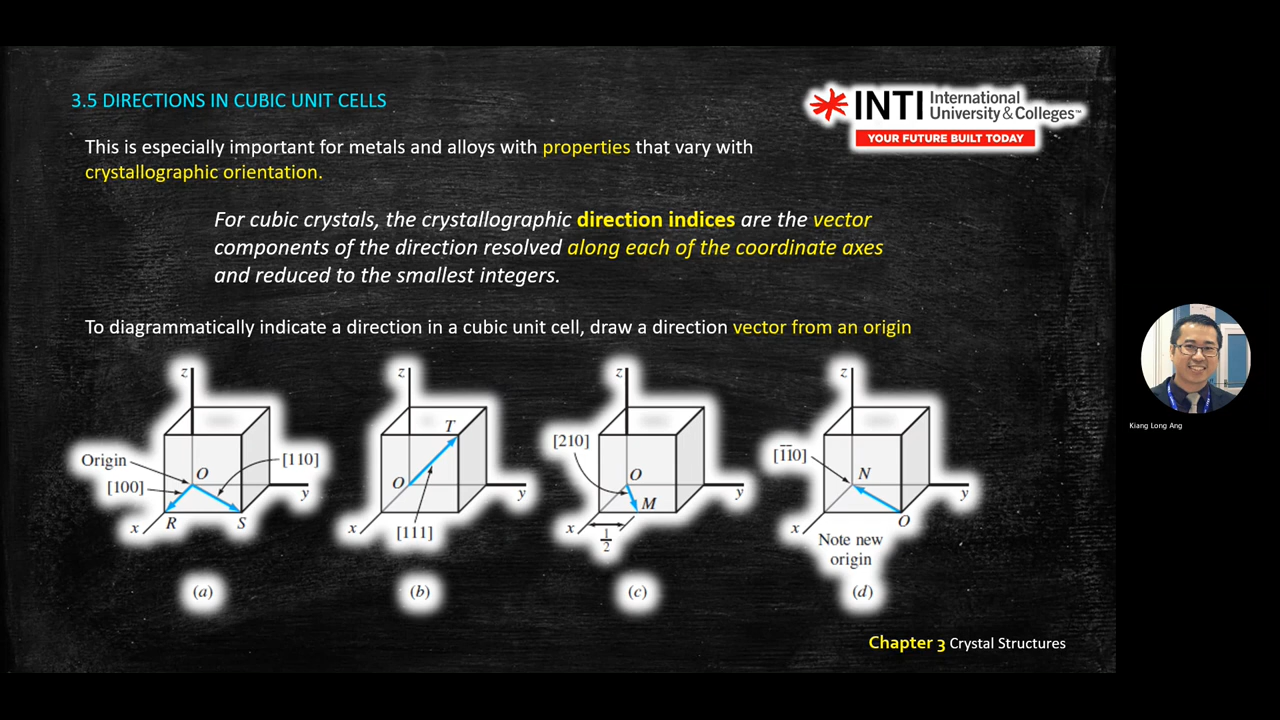 3.5 DIRECTIONS IN CUBIC UNIT CELLS
INTI International University & Colleges™
YOUR FUTURE BUILT TODAY
This is especially important for metals and alloys with properties that vary with
crystallographic orientation.
For cubic crystals, the crystallographic direction indices are the vector
components of the direction resolved along each of the coordinate axes
and reduced to the smallest integers.
To diagrammatically indicate a direction in a cubic unit cell, draw a direction vector from an origin
z
Origin
O
[110]
[100]
y
x
R
S
(a)
z
T
O
y
x
[111]
(b)
z
[210]
O
y
M
x
1/2
(c)
z
[1̅1̅0]
N
y
x
O
Note new
origin
(d)
Kiang Long Ang
Chapter 3 Crystal Structures